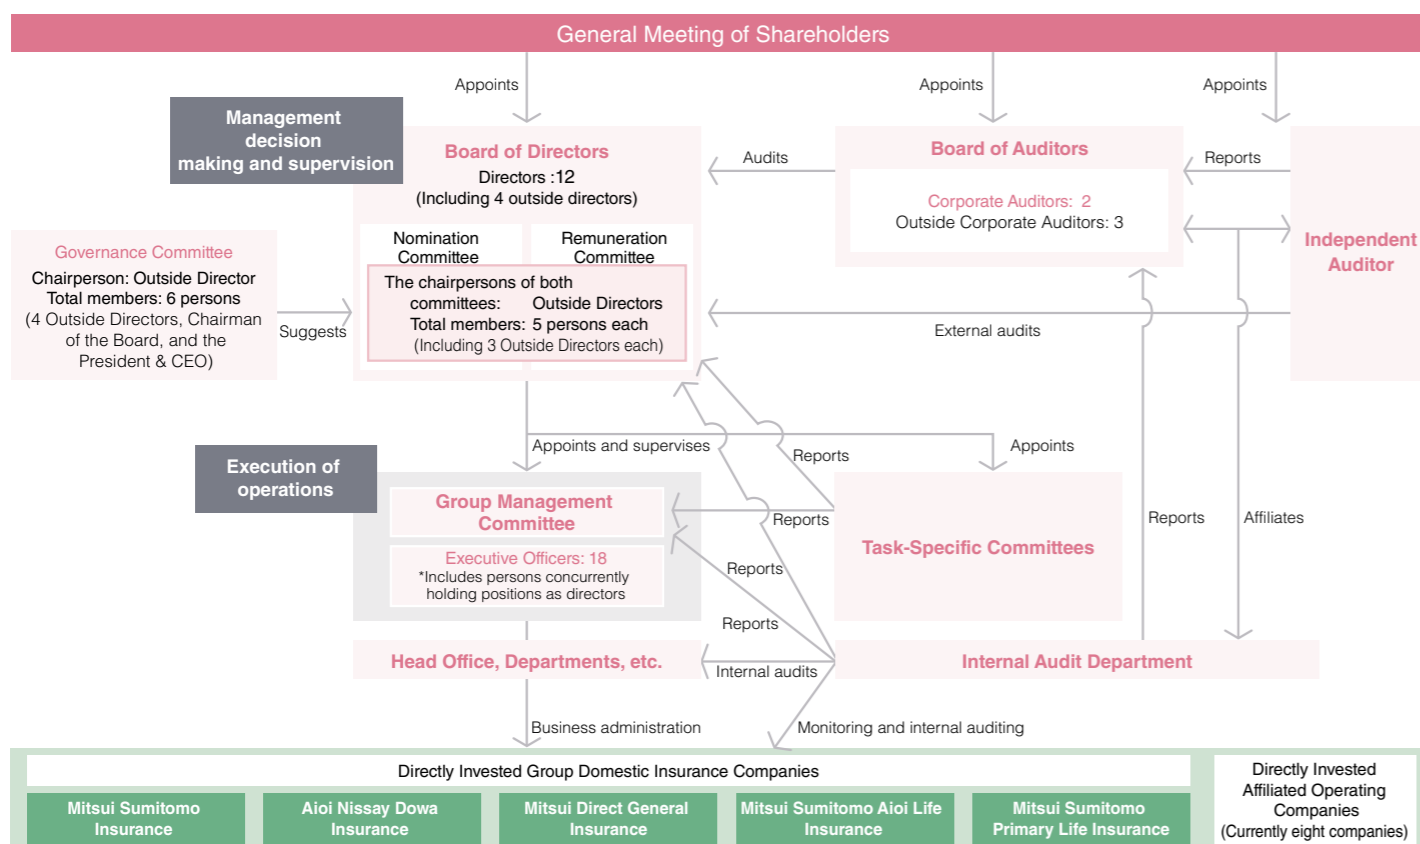 General Meeting of Shareholders
Appoints
Appoints
Appoints
Management
decision
making and supervision
Board of Directors
Directors :12
(Including 4 outside directors)
Nomination
Committee
Remuneration
Committee
The chairpersons of both
committees: Outside Directors
Total members: 5 persons each
(Including 3 Outside Directors each)
Audits
Board of Auditors
Corporate Auditors: 2
Outside Corporate Auditors: 3
Reports
Independent
Auditor
Governance Committee
Chairperson: Outside Director
Total members: 6 persons
(4 Outside Directors, Chairman
of the Board, and the
President & CEO)
Suggests
External audits
Appoints and supervises
Reports
Appoints
Execution of
operations
Group Management
Committee
Executive Officers: 18
*Includes persons concurrently
holding positions as directors
Reports
Reports
Reports
Task-Specific Committees
Reports
Affiliates
Head Office, Departments, etc.
Internal audits
Internal Audit Department
Business administration
Monitoring and internal auditing
Directly Invested Group Domestic Insurance Companies
Mitsui Sumitomo
Insurance
Aioi Nissay Dowa
Insurance
Mitsui Direct General
Insurance
Mitsui Sumitomo Aioi Life
Insurance
Mitsui Sumitomo
Primary Life Insurance
Directly Invested
Affiliated Operating
Companies
(Currently eight companies)